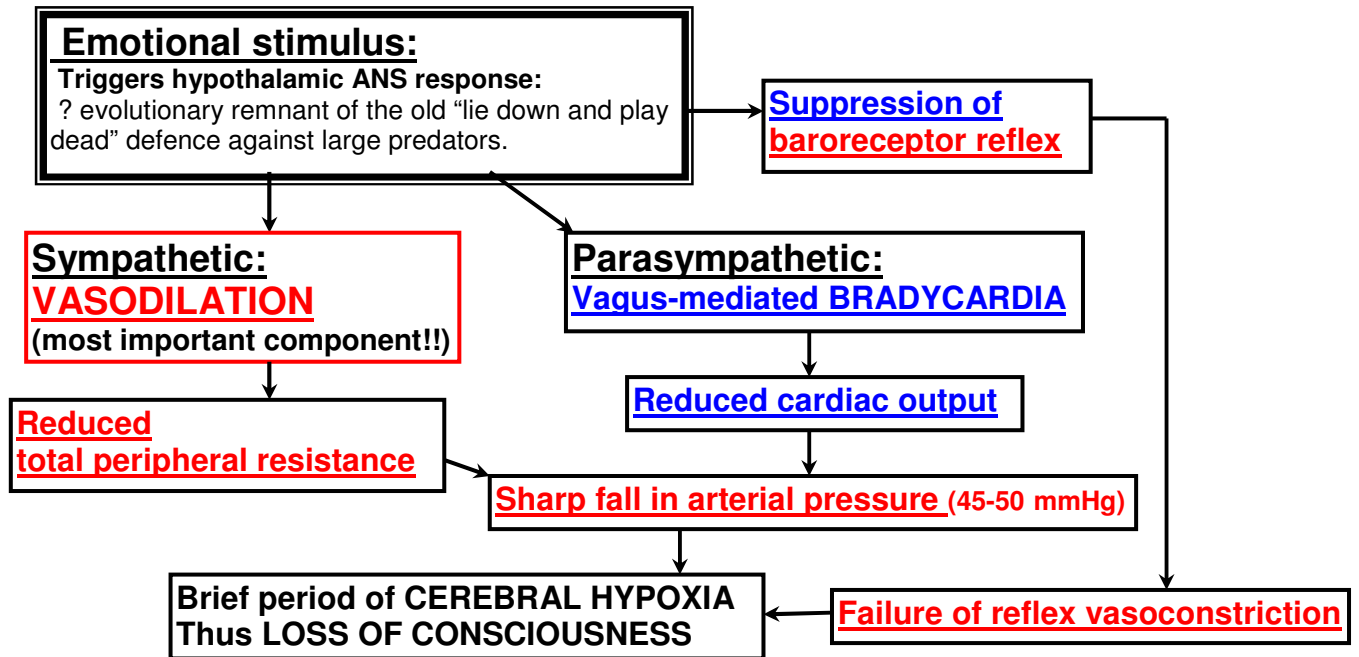 Emotional stimulus:
Triggers hypothalamic ANS response:
? evolutionary remnant of the old “lie down and play
dead” defence against large predators.
Suppression of
baroreceptor reflex
Sympathetic:
VASODILATION
(most important component!!)
Parasympathetic:
Vagus-mediated BRADYCARDIA
Reduced cardiac output
Reduced
total peripheral resistance
Sharp fall in arterial pressure (45-50 mmHg)
Brief period of CEREBRAL HYPOXIA
Thus LOSS OF CONSCIOUSNESS
Failure of reflex vasoconstriction